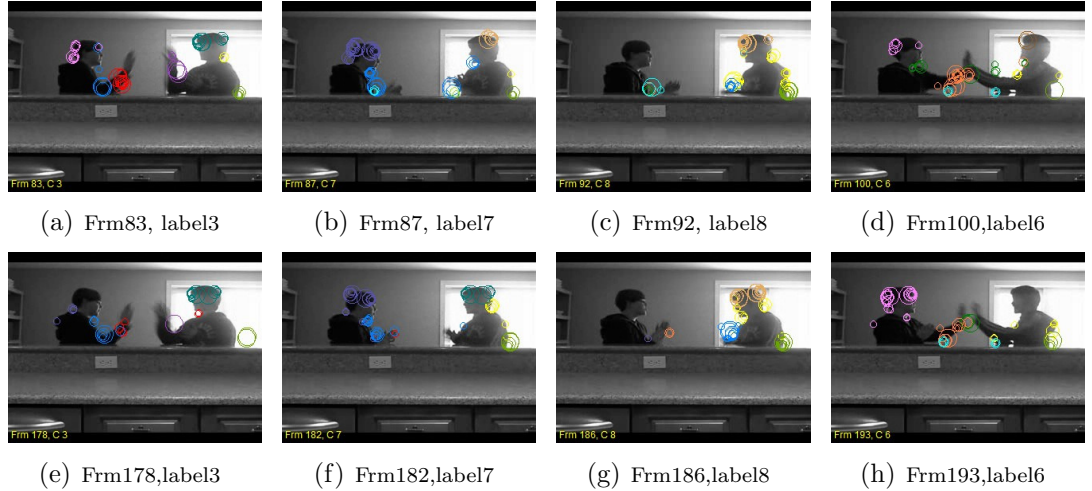 Frm 83, C 3
Frm 87, C 7
Frm 92, C 8
Frm 100, C 6
(a) Frm83, label3
(b) Frm87, label7
(c) Frm92, label8
(d) Frm100,label6
Frm 178, C 3
Frm 182, C 7
Frm 186, C 8
Frm 193, C 6
(e) Frm178,label3
(f) Frm182,label7
(g) Frm186,label8
(h) Frm193,label6